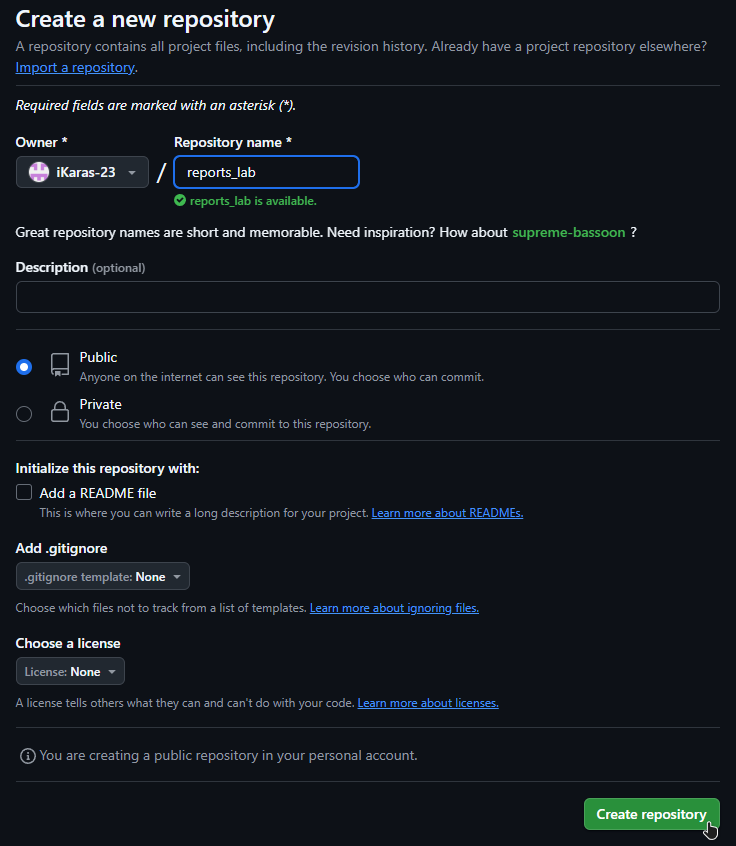 Create a new repository
A repository contains all project files, including the revision history. Already have a project repository elsewhere?
Import a repository.
Required fields are marked with an asterisk (*).
Owner * Repository name *
iKaras-23 / reports_lab
reports_lab is available.
Great repository names are short and memorable. Need inspiration? How about supreme-bassoon ?
Description (optional)
Public
Anyone on the internet can see this repository. You choose who can commit.
Private
You choose who can see and commit to this repository.
Initialize this repository with:
Add a README file
This is where you can write a long description for your project. Learn more about READMEs.
Add .gitignore
.gitignore template: None
Choose which files not to track from a list of templates. Learn more about ignoring files.
Choose a license
License: None
A license tells others what they can and can't do with your code. Learn more about licenses.
You are creating a public repository in your personal account.
Create repository